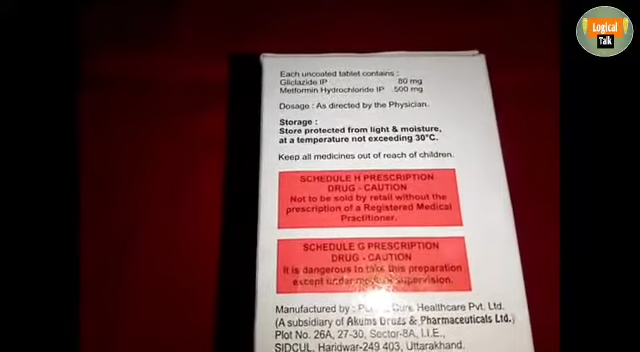 Logical
Talk
Each uncoated tablet contains :
Gliclazide IP 80 mg
Metformin Hydrochloride IP 500 mg
Dosage : As directed by the Physician.
Storage :
Store protected from light & moisture,
at a temperature not exceeding 30°C.
Keep all medicines out of reach of children.
SCHEDULE H PRESCRIPTION
DRUG - CAUTION
Not to be sold by retail without the
prescription of a Registered Medical
Practitioner.
SCHEDULE G PRESCRIPTION
DRUG - CAUTION
It is dangerous to take this preparation
except under medical supervision.
Manufactured by : Cure Healthcare Pvt. Ltd.
(A subsidiary of Akums Drugs & Pharmaceuticals Ltd.)
Plot No. 26A, 27-30, Sector-8A, I.I.E.,
SIDCUL, Haridwar-249 403, Uttarakhand.